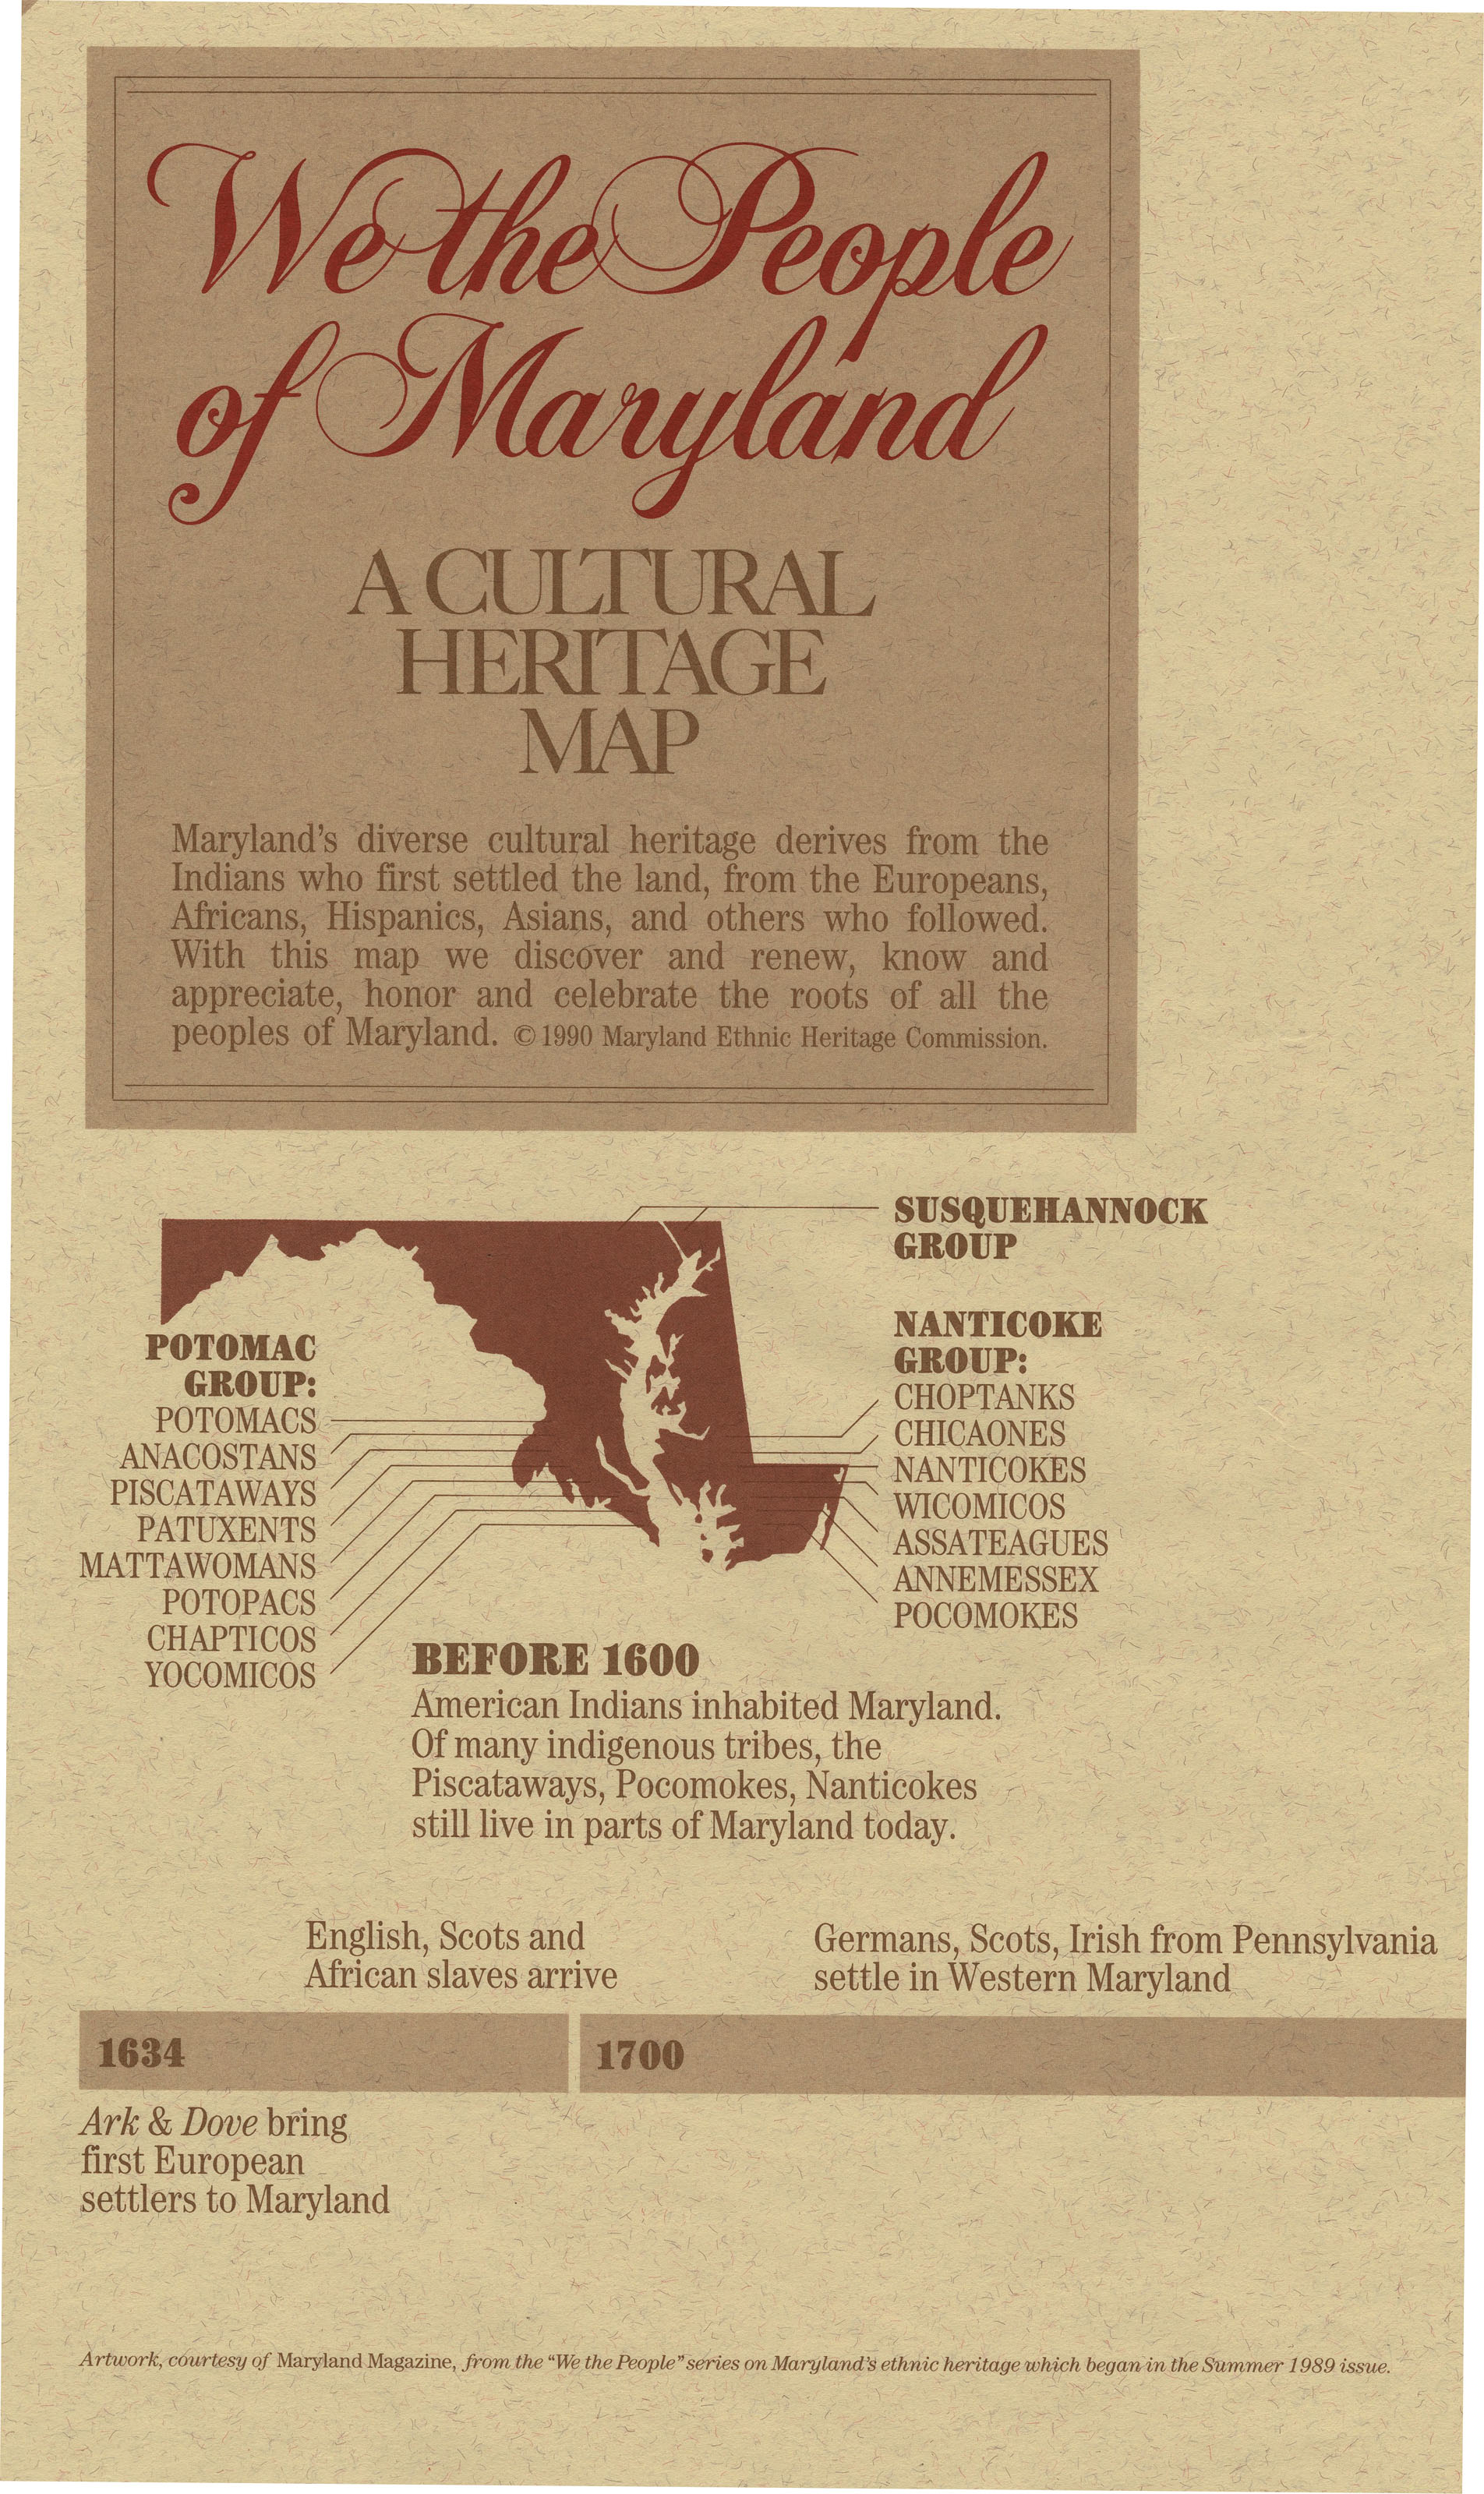 We the People
of Maryland
A CULTURAL
HERITAGE
MAP
Maryland's diverse cultural heritage derives from the
Indians who first settled the land, from the Europeans,
Africans, Hispanics, Asians, and others who followed.
With this map we discover and renew, know and
appreciate, honor and celebrate the roots of all the
peoples of Maryland. © 1990 Maryland Ethnic Heritage Commission.
SUSQUEHANNOCK
GROUP
POTOMAC
GROUP:
POTOMACS
ANACOSTANS
PISCATAWAYS
PATUXENTS
MATTAWOMANS
POTOPACS
CHAPTICOS
YOCOMICOS
NANTICOKE
GROUP:
CHOPTANKS
CHICAONES
NANTICOKES
WICOMICOS
ASSATEAGUES
ANNEMESSEX
POCOMOKES
BEFORE 1600
American Indians inhabited Maryland.
Of many indigenous tribes, the
Piscataways, Pocomokes, Nanticokes
still live in parts of Maryland today.
English, Scots and
African slaves arrive
Germans, Scots, Irish from Pennsylvania
settle in Western Maryland
1634
1700
Ark & Dove bring
first European
settlers to Maryland
Artwork, courtesy of Maryland Magazine, from the "We the People" series on Maryland's ethnic heritage which began in the Summer 1989 issue.